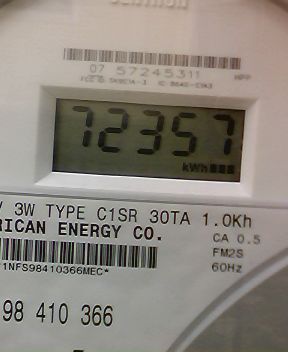 07 57245311
72357
kWh
V 3W TYPE C1SR 30TA 1.0Kh
RICAN ENERGY CO.
CA 0.5
FM2S
60Hz
1NFS98410366MEC*
98 410 366